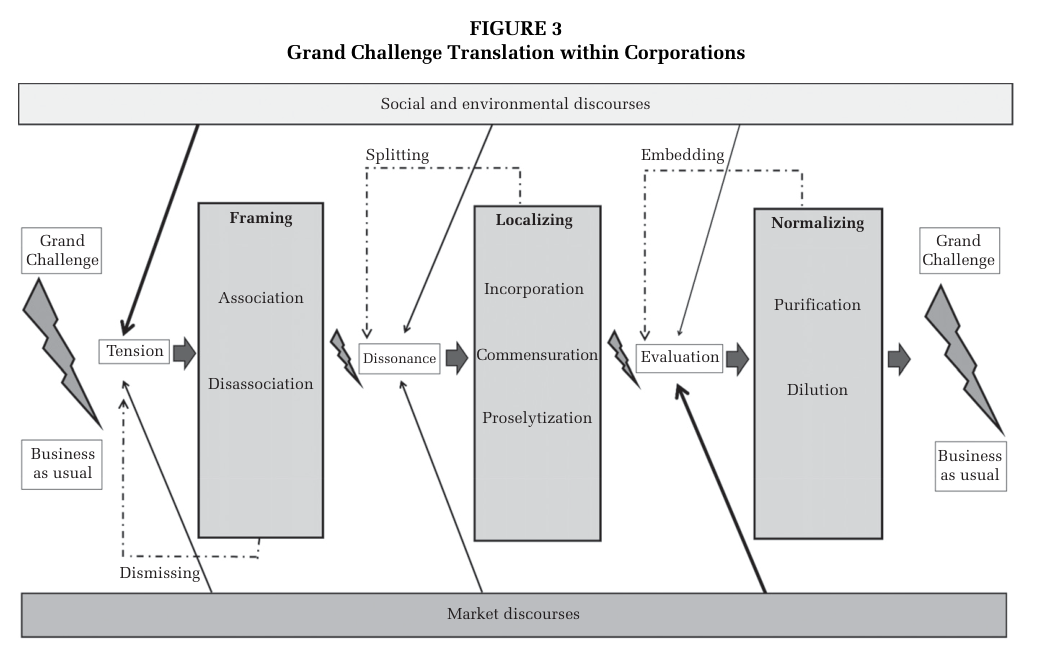 FIGURE 3
Grand Challenge Translation within Corporations
Social and environmental discourses
Splitting
Embedding
Grand
Challenge
Framing
Localizing
Normalizing
Grand
Challenge
Association
Incorporation
Purification
Tension
Dissonance
Commensuration
Evaluation
Disassociation
Proselytization
Dilution
Business
as usual
Business
as usual
Dismissing
Market discourses